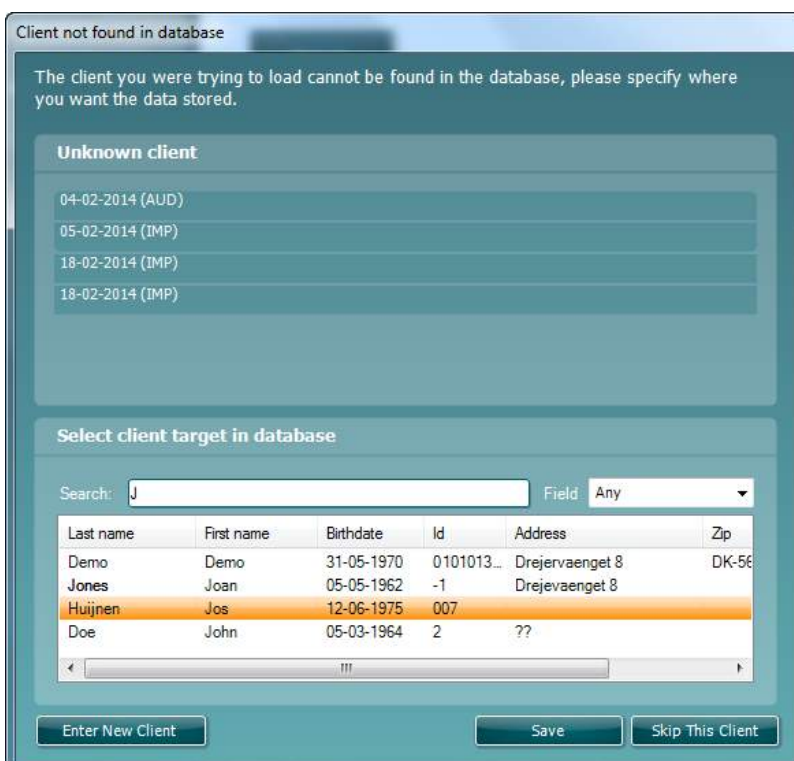 Client not found in database
The client you were trying to load cannot be found in the database, please specify where
you want the data stored.
Unknown client
04-02-2014 (AUD)
05-02-2014 (IMP)
18-02-2014 (IMP)
18-02-2014 (IMP)
Select client target in database
Search: J Field Any
Last name First name Birthdate Id Address Zip
Demo Demo 31-05-1970 0101013... Drejervaenget 8 DK-56
Jones Joan 05-05-1962 -1 Drejevaenget 8
Huijnen Jos 12-06-1975 007
Doe John 05-03-1964 2 ??
Enter New Client Save Skip This Client